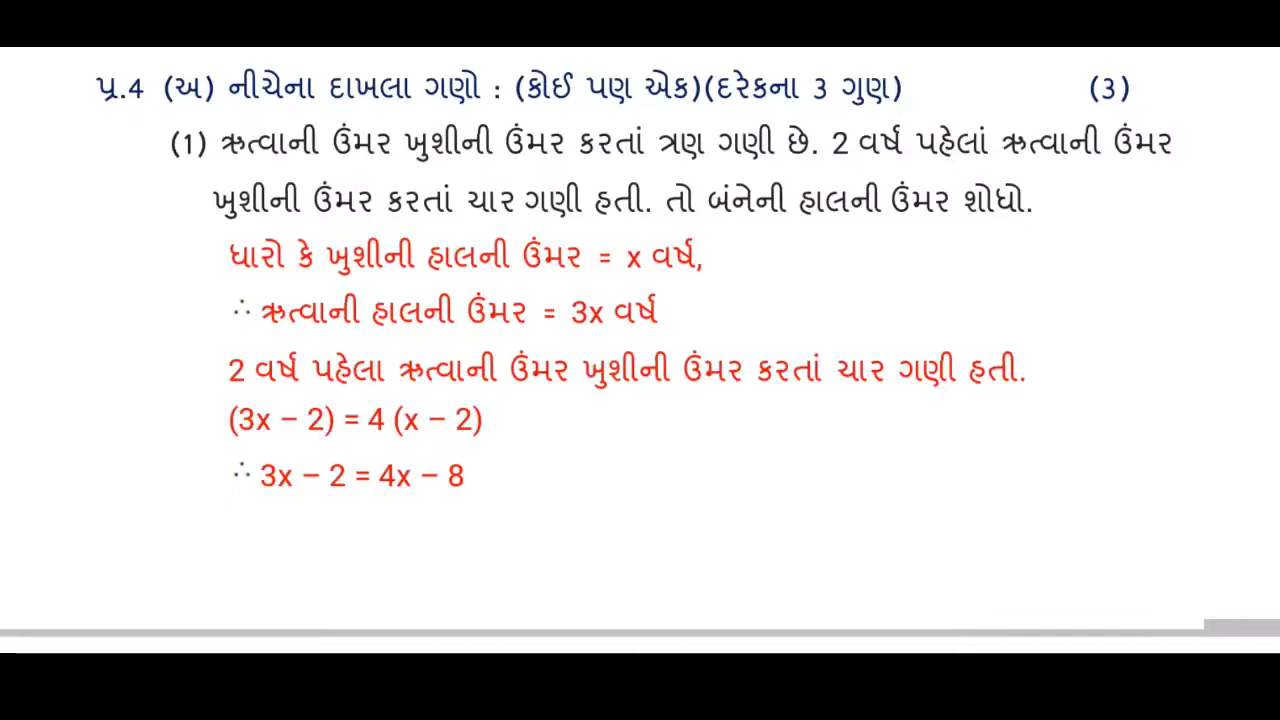 પ્ર.4 (અ) નીચેના દાખલા ગણો : (કોઈ પણ એક)(દરેકના ૩ ગુણ) (૩)
(1) ઋત્વાની ઉંમર ખુશીની ઉંમર કરતાં ત્રણ ગણી છે. 2 વર્ષ પહેલાં ઋત્વાની ઉંમર
ખુશીની ઉંમર કરતાં ચાર ગણી હતી. તો બંનેની હાલની ઉંમર શોધો.
ધારો કે ખુશીની હાલની ઉંમર = x વર્ષ,
∴ ઋત્વાની હાલની ઉંમર = 3x વર્ષ
2 વર્ષ પહેલા ઋત્વાની ઉંમર ખુશીની ઉંમર કરતાં ચાર ગણી હતી.
(3x – 2) = 4 (x – 2)
∴ 3x – 2 = 4x – 8